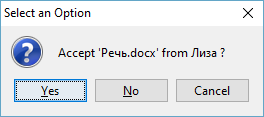 Select an Option
Accept 'Речь.docx' from Лиза ?
Yes No Cancel